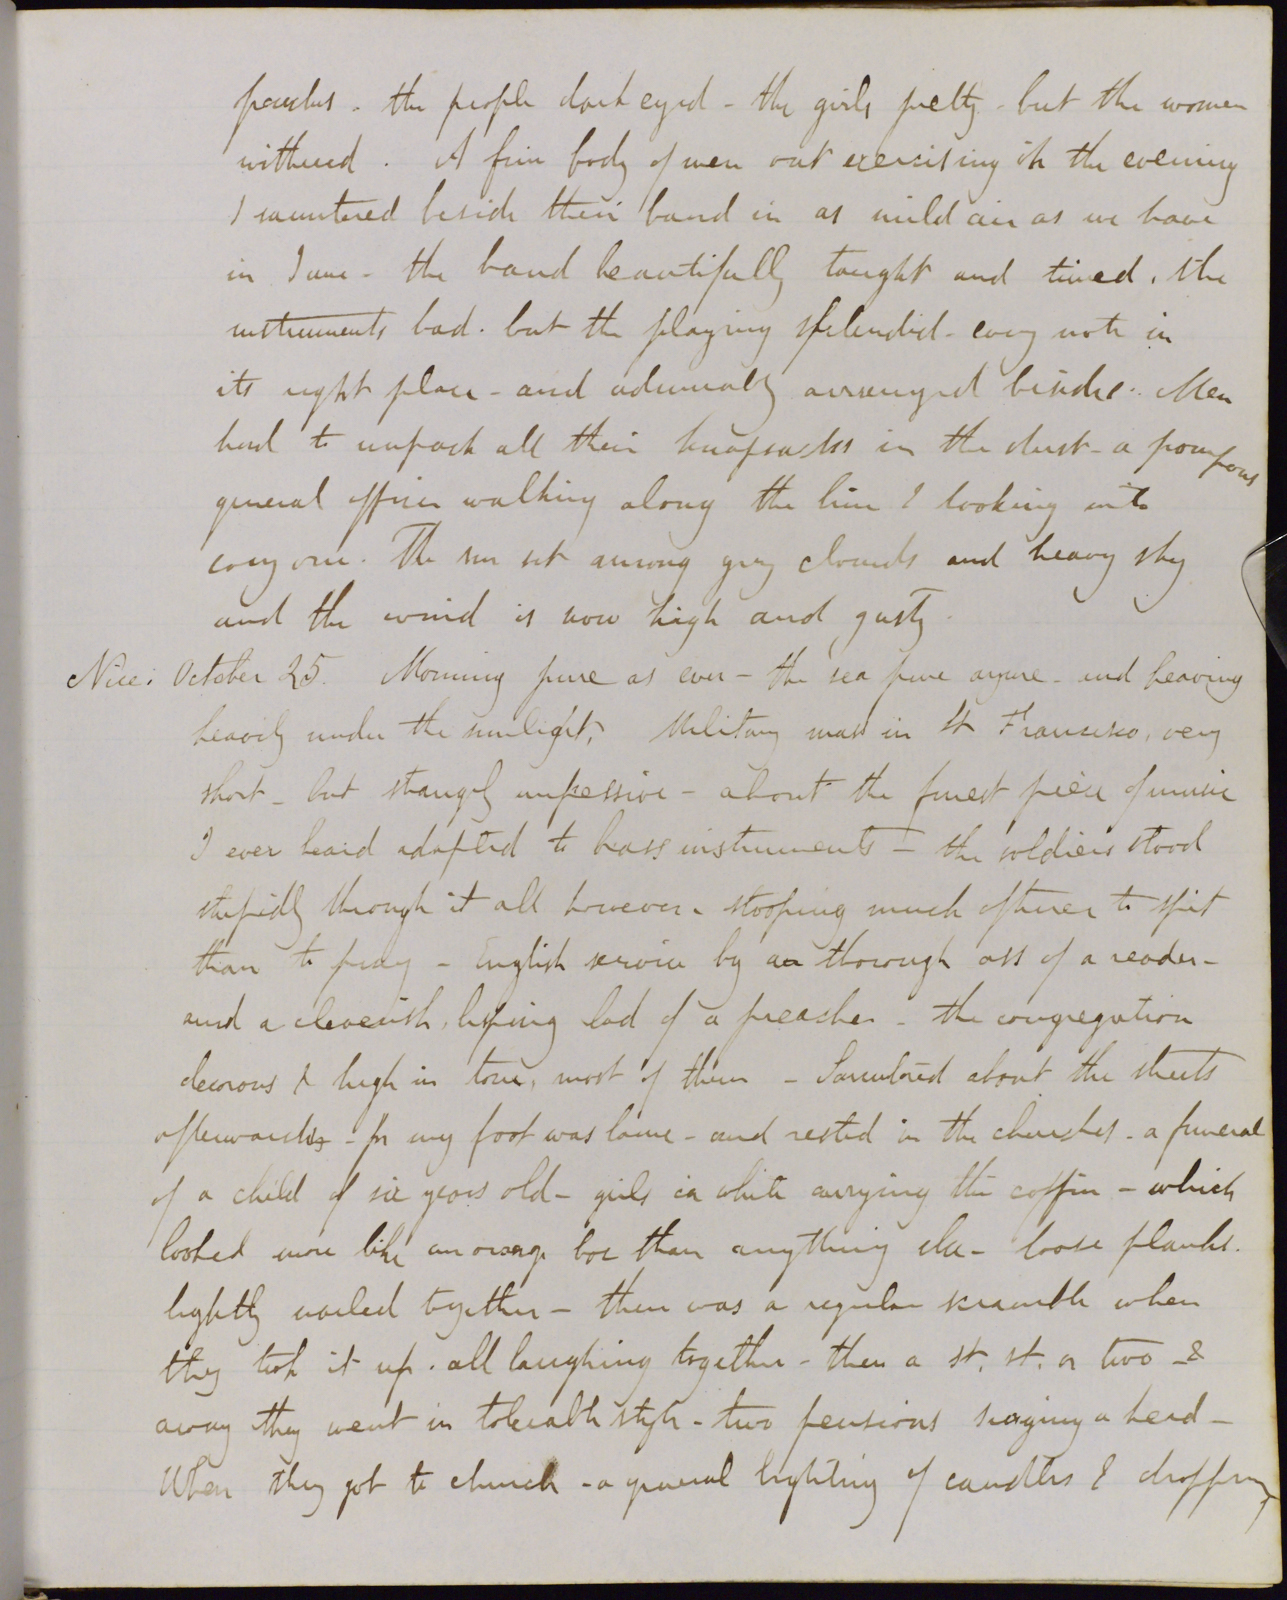 peaches. the people dark eyed - the girls pretty - but the women
withered. A fine body of men out exercising in the evening
I sauntered beside their band in as mild air as we have
in June - the band beautifully taught and timed, the
instruments bad. but the playing splendid - every note in
its right place - and admirably arranged besides. Men
had to unpack all their knapsacks in the dust - a pompous
general officer walking along the line & looking into
every one. The sun set among grey clouds and heavy sky
and the wind is now high and gusty.
Nice: October 25. Morning pure as ever - the sea pure azure - and heaving
heavily under the sunlight. Military mass in St Francisco, very
short - but strangely impressive - about the finest piece of music
I ever heard adapted to brass instruments - the soldiers stood
stupidly through it all however - stooping much oftener to spit
than to pray - English service by a thorough ass of a reader -
and a cleverish, lisping lad of a preacher - the congregation
decorous & high in tone, most of them - Sauntered about the streets
afterwards - for my foot was lame - and rested in the churches - a funeral
of a child of six years old - girls in white carrying the coffin - which
looked more like an orange box than anything else - loose planks.
lightly nailed together - there was a regular scramble when
they took it up. all laughing together - then a st. st. or two - &
away they went in tolerable style - two pensions singing ahead -
When they got to church - a general lighting of candles & dropping